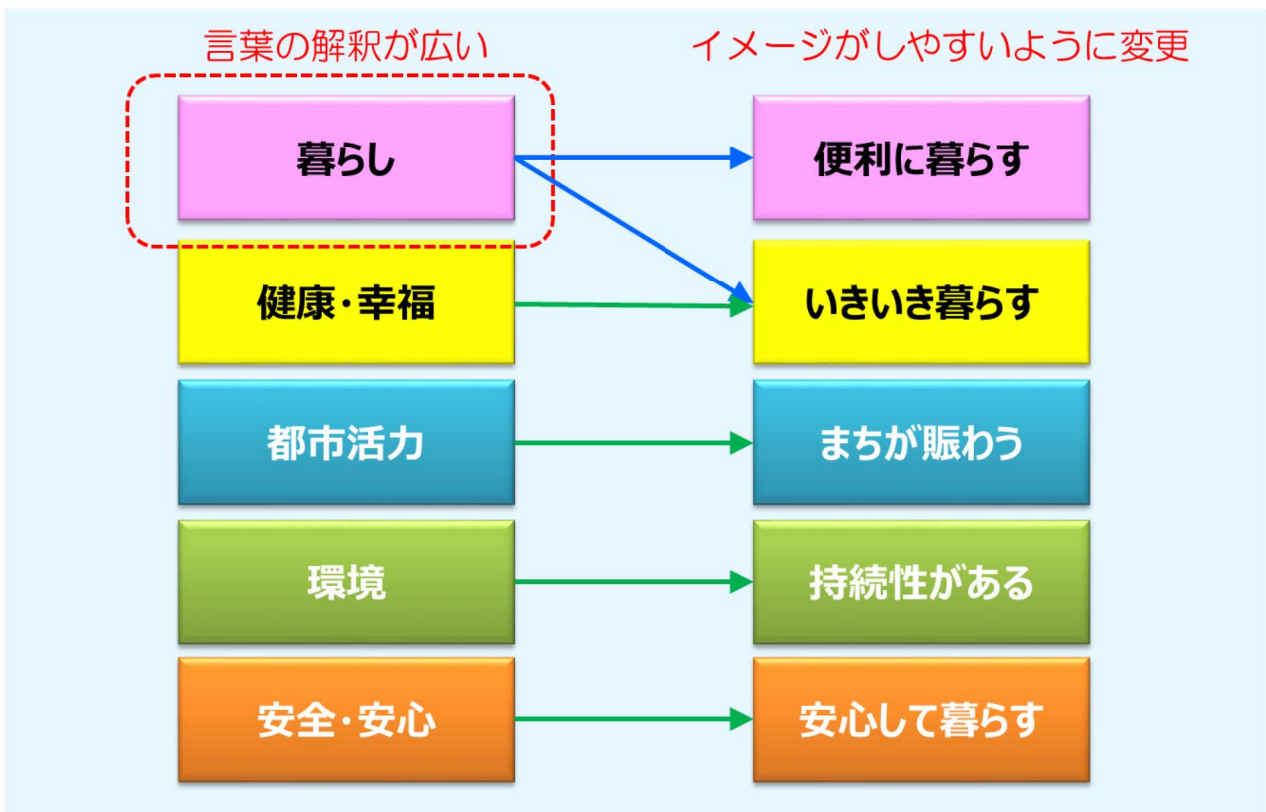 言葉の解釈が広い
イメージがしやすいように変更
暮らし
便利に暮らす
健康・幸福
いきいき暮らす
都市活力
まちが賑わう
環境
持続性がある
安全・安心
安心して暮らす